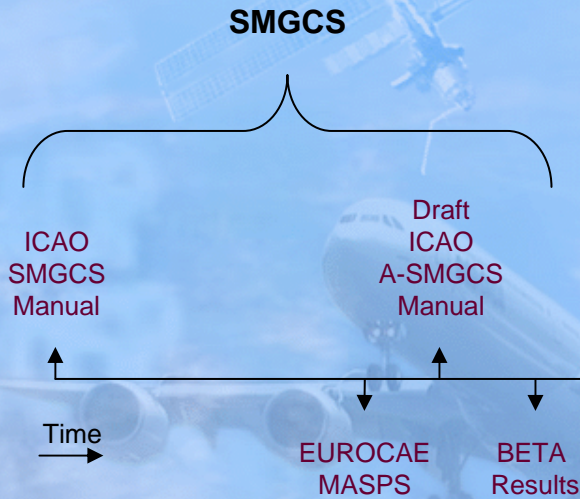 SMGCS
ICAO
SMGCS
Manual
Draft
ICAO
A-SMGCS
Manual
Time
EUROCAE
MASPS
BETA
Results